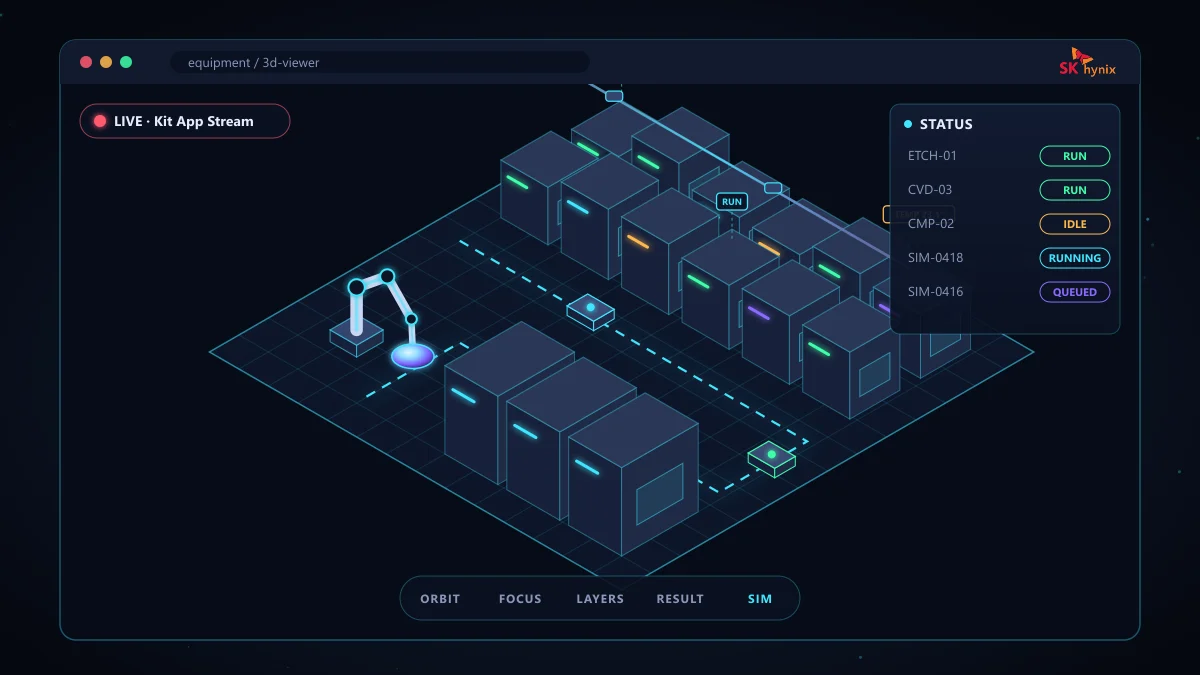 equipment / 3d-viewer
SK hynix
LIVE · Kit App Stream
STATUS
ETCH-01 RUN
CVD-03 RUN
CMP-02 IDLE
SIM-0418 RUNNING
SIM-0416 QUEUED
RUN
ORBIT FOCUS LAYERS RESULT SIM